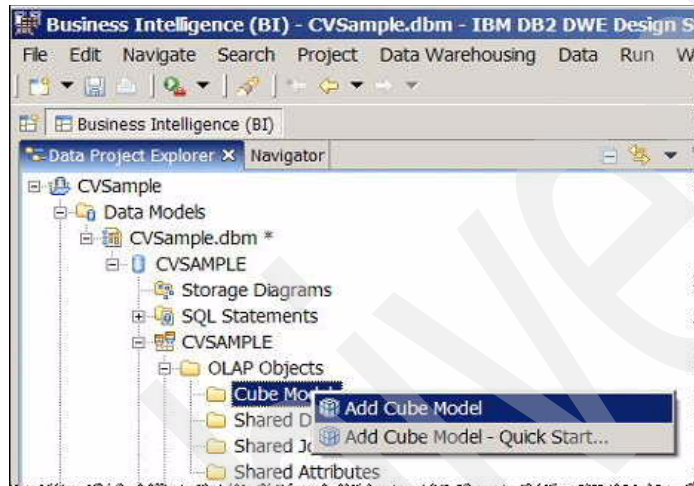 Business Intelligence (BI) - CVSample.dbm - IBM DB2 DWE Design S
File Edit Navigate Search Project Data Warehousing Data Run W
Business Intelligence (BI)
Data Project Explorer Navigator
CVSample
Data Models
CVSample.dbm *
CVSAMPLE
Storage Diagrams
SQL Statements
CVSAMPLE
OLAP Objects
Cube Mod
Add Cube Model
Shared D
Add Cube Model - Quick Start...
Shared Jo
Shared Attributes